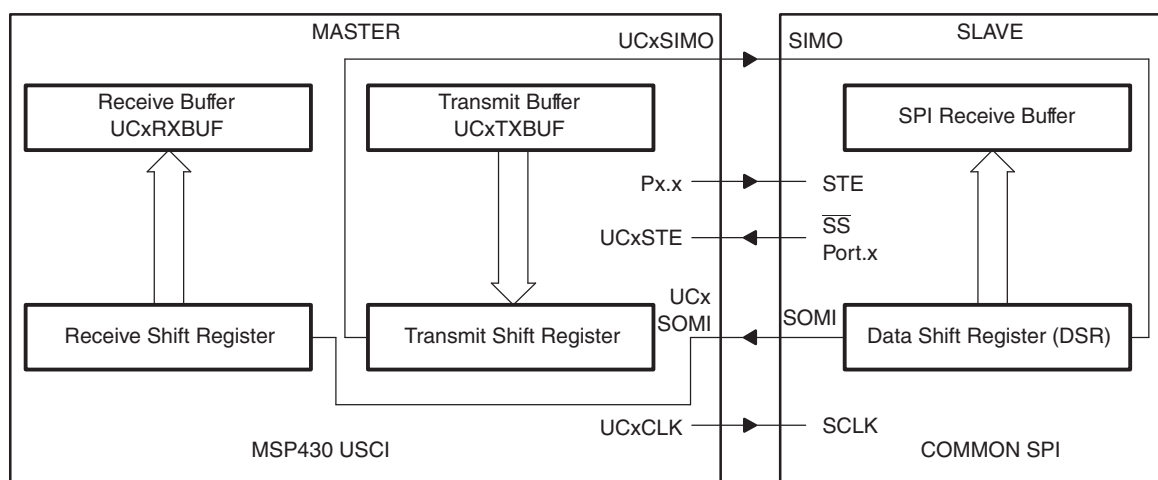 MASTER
UCxSIMO
SIMO
SLAVE
Receive Buffer
UCxRXBUF
Transmit Buffer
UCxTXBUF
SPI Receive Buffer
Px.x
STE
UCxSTE
SS
Port.x
UCx
SOMI
SOMI
Receive Shift Register
Transmit Shift Register
Data Shift Register (DSR)
UCxCLK
SCLK
MSP430 USCI
COMMON SPI